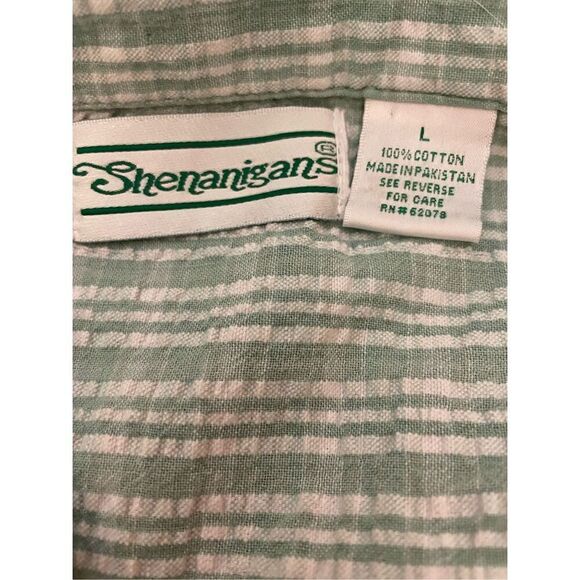 Shenanigans®
L
100% COTTON
MADE IN PAKISTAN
SEE REVERSE
FOR CARE
RN# 62078